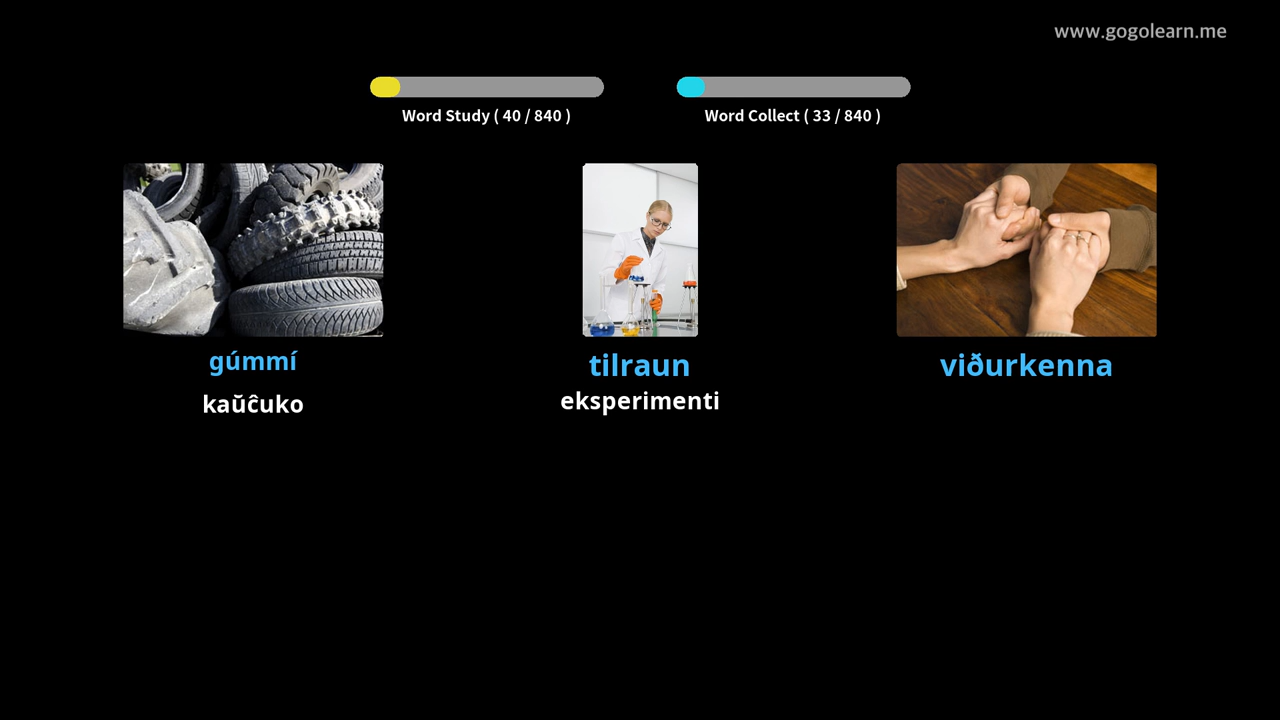 www.gogolearn.me
Word Study ( 40 / 840 )
Word Collect ( 33 / 840 )
gúmmí
kaŭĉuko
tilraun
eksperimenti
viðurkenna